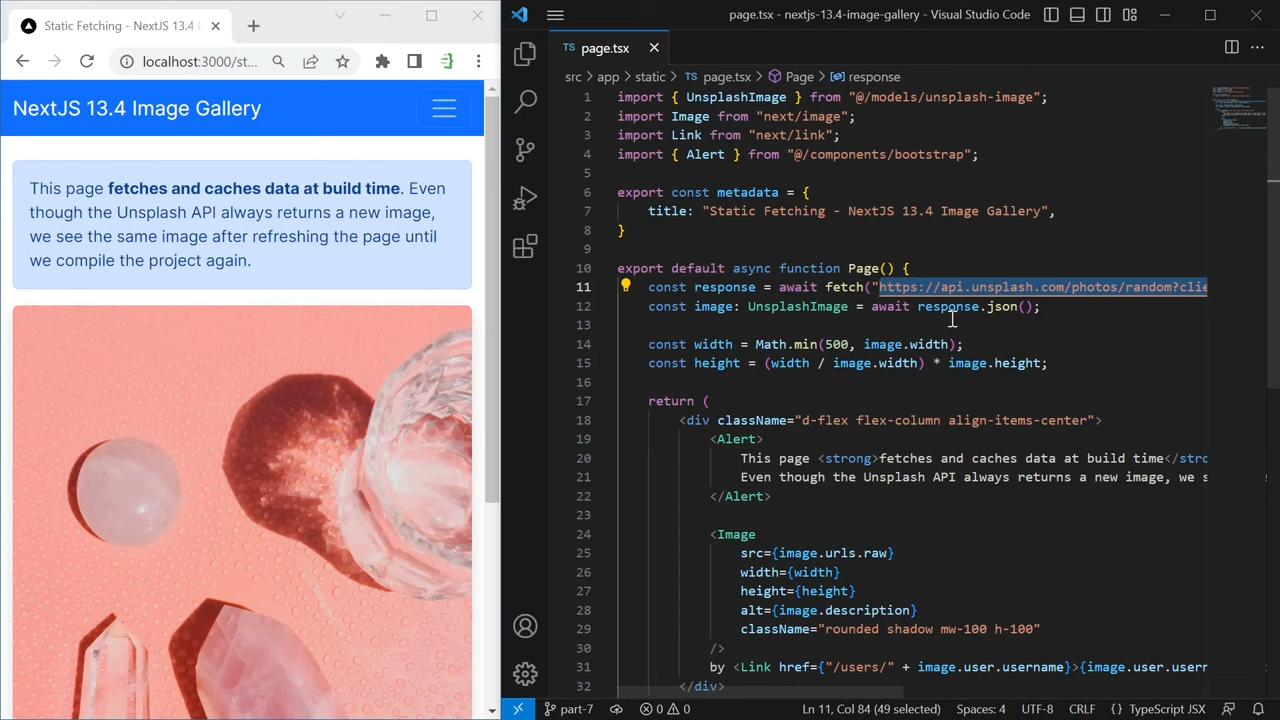 Static Fetching - NextJS 13.4 I
localhost:3000/st...
NextJS 13.4 Image Gallery
This page fetches and caches data at build time. Even
though the Unsplash API always returns a new image,
we see the same image after refreshing the page until
we compile the project again.
page.tsx - nextjs-13.4-image-gallery - Visual Studio Code
TS page.tsx
src > app > static > TS page.tsx > Page > response
1 import { UnsplashImage } from "@/models/unsplash-image";
2 import Image from "next/image";
3 import Link from "next/link";
4 import { Alert } from "@/components/bootstrap";
5
6 export const metadata = {
7 title: "Static Fetching - NextJS 13.4 Image Gallery",
8 }
9
10 export default async function Page() {
11 const response = await fetch("https://api.unsplash.com/photos/random?clie
12 const image: UnsplashImage = await response.json();
13
14 const width = Math.min(500, image.width);
15 const height = (width / image.width) * image.height;
16
17 return (
18 <div className="d-flex flex-column align-items-center">
19 <Alert>
20 This page <strong>fetches and caches data at build time</stro
21 Even though the Unsplash API always returns a new image, we s
22 </Alert>
23
24 <Image
25 src={image.urls.raw}
26 width={width}
27 height={height}
28 alt={image.description}
29 className="rounded shadow mw-100 h-100"
30 />
31 by <Link href={"/users/" + image.user.username}>{image.user.usern
32 </div>
part-7 0 0 Ln 11, Col 84 (49 selected) Spaces: 4 UTF-8 CRLF {} TypeScript JSX